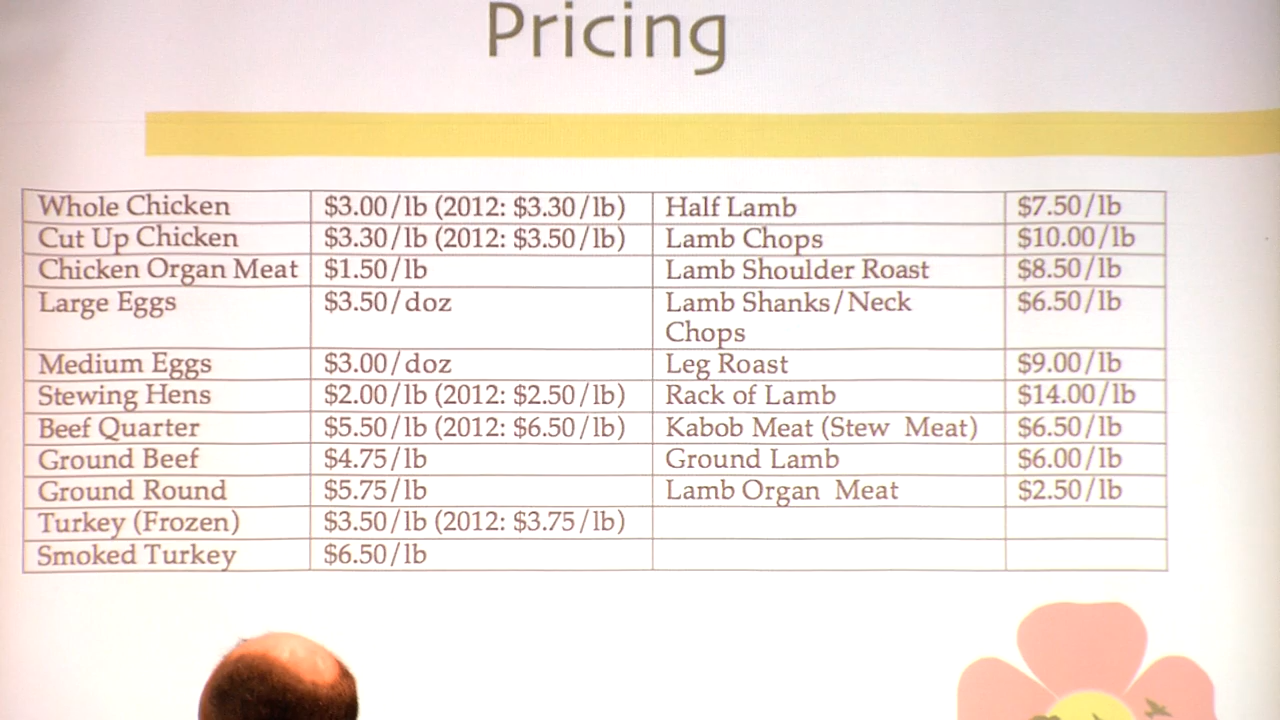 Pricing
Whole Chicken $3.00/lb (2012: $3.30/lb) Half Lamb $7.50/lb
Cut Up Chicken $3.30/lb (2012: $3.50/lb) Lamb Chops $10.00/lb
Chicken Organ Meat $1.50/lb Lamb Shoulder Roast $8.50/lb
Large Eggs $3.50/doz Lamb Shanks/Neck $6.50/lb
Chops
Medium Eggs $3.00/doz Leg Roast $9.00/lb
Stewing Hens $2.00/lb (2012: $2.50/lb) Rack of Lamb $14.00/lb
Beef Quarter $5.50/lb (2012: $6.50/lb) Kabob Meat (Stew Meat) $6.50/lb
Ground Beef $4.75/lb Ground Lamb $6.00/lb
Ground Round $5.75/lb Lamb Organ Meat $2.50/lb
Turkey (Frozen) $3.50/lb (2012: $3.75/lb)
Smoked Turkey $6.50/lb